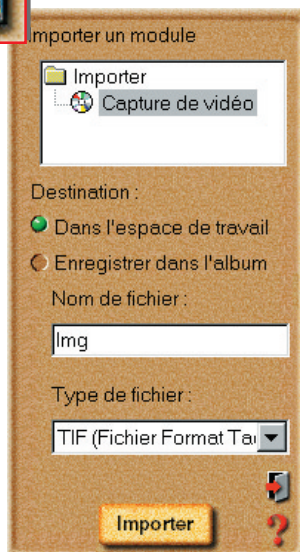 Importer un module
Importer
Capture de vidéo
Destination :
Dans l'espace de travail
Enregistrer dans l'album
Nom de fichier :
Img
Type de fichier :
TIF (Fichier Format
Importer
?